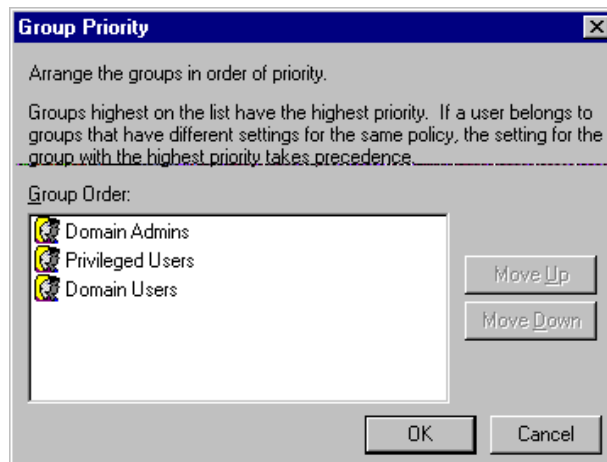 Group Priority
Arrange the groups in order of priority.
Groups highest on the list have the highest priority. If a user belongs to
groups that have different settings for the same policy, the setting for the
group with the highest priority takes precedence.
Group Order:
Domain Admins
Privileged Users
Domain Users
Move Up
Move Down
OK
Cancel